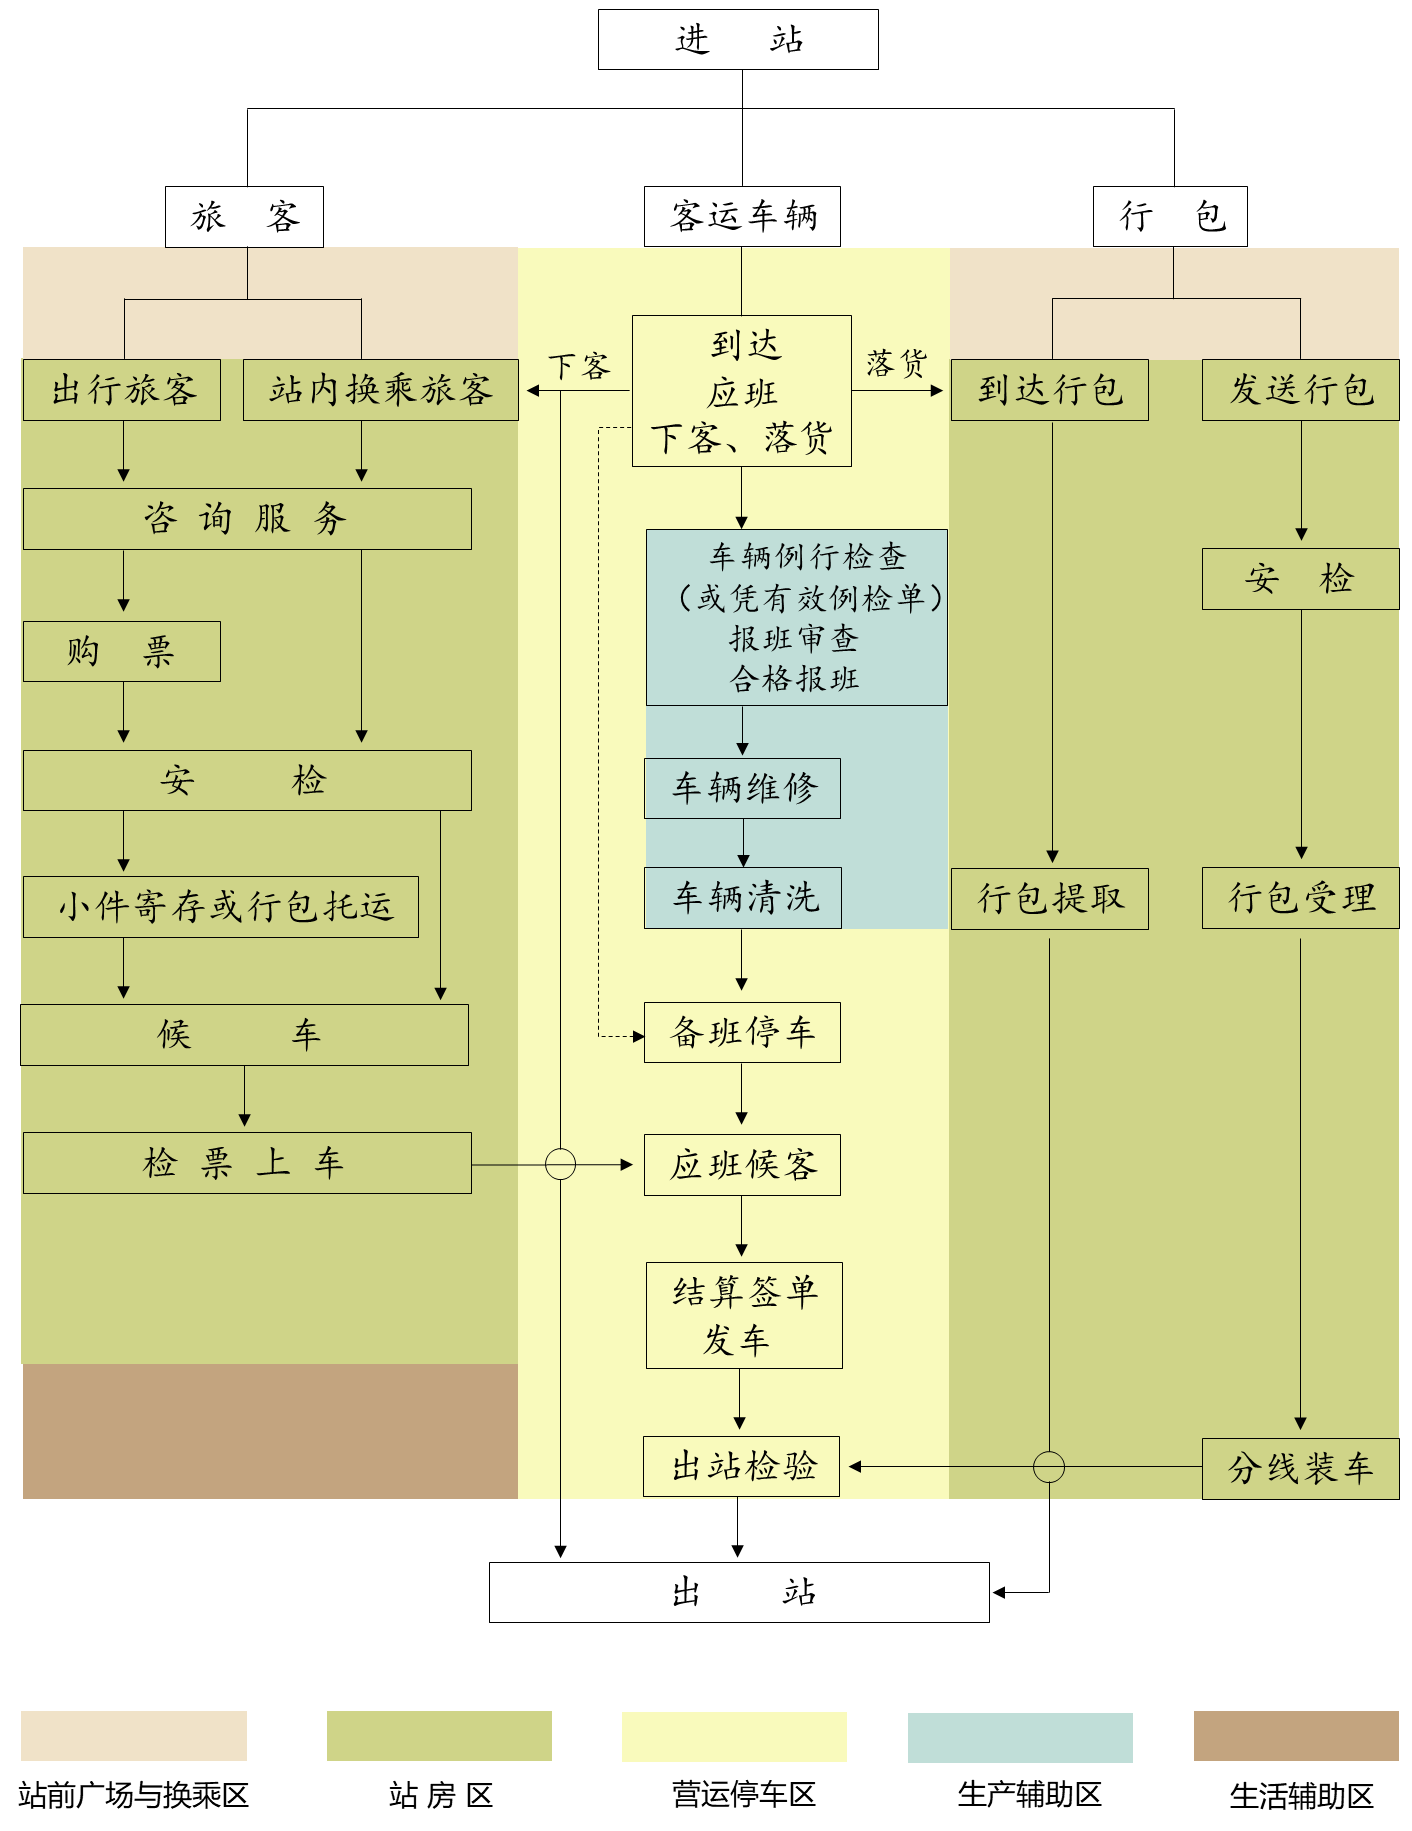 进 站
旅 客
客运车辆
行 包
到达
应班
下客、落货
下客
落货
出行旅客
站内换乘旅客
到达行包
发送行包
咨询服务
车辆例行检查
（或凭有效例检单）
报班审查
合格报班
安 检
购 票
安 检
车辆维修
小件寄存或行包托运
车辆清洗
行包提取
行包受理
候 车
备班停车
检票上车
应班候客
结算签单
发车
出站检验
分线装车
出 站
站前广场与换乘区
站房区
营运停车区
生产辅助区
生活辅助区